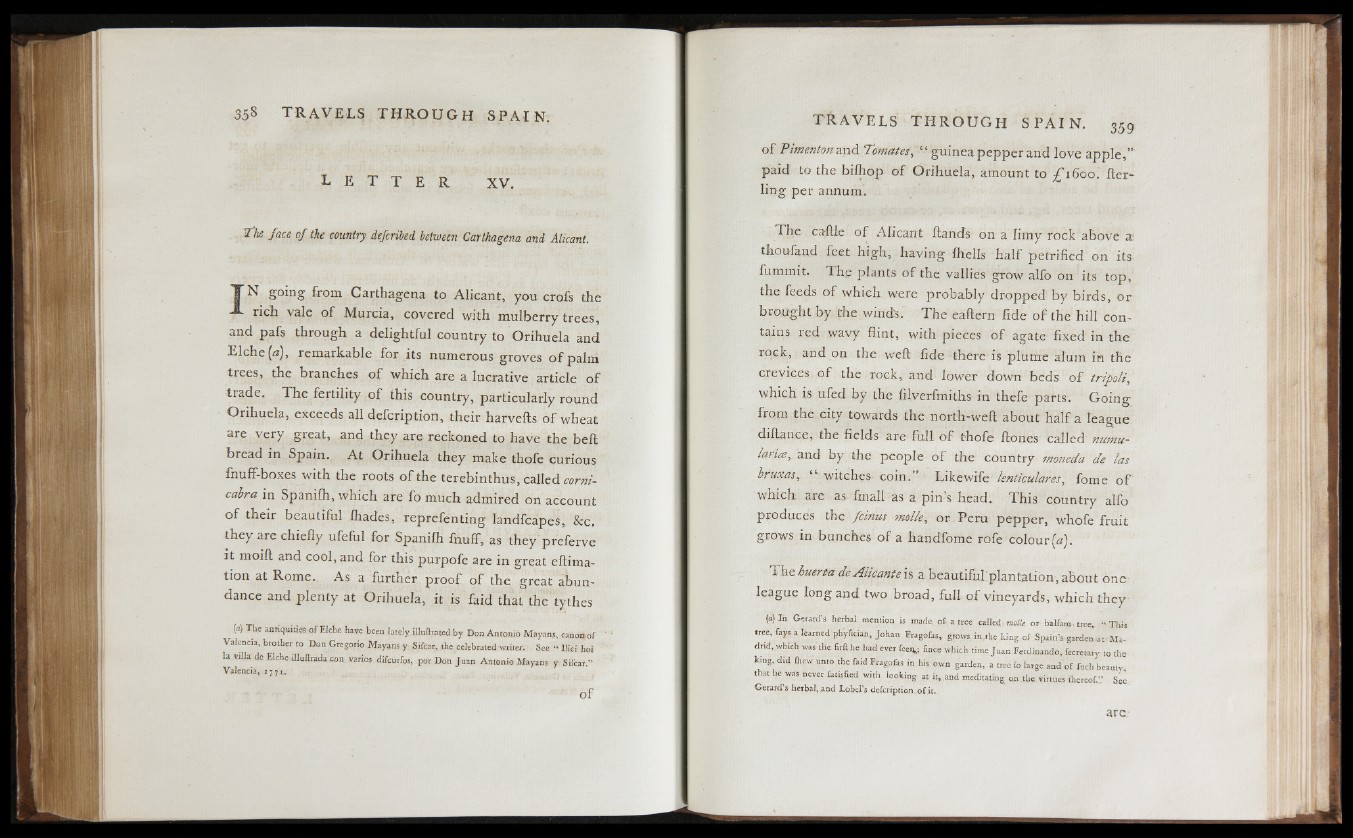 358 TRAVELS THROUGH SPAIN.
LETTER XV.
The face of the country deſcribed between Carthagena and Alicant.
IN going from Carthagena to Alicant, you croſs the
rich vale of Murcia, covered with mulberry trees,
and paſs through a delightful country to Orihuela and
Elche (a), remarkable for its numerous groves of palm
trees, the branches of which are a lucrative article of
trade. The fertility of this country, particularly round
Orihuela, exceeds all deſcription, their harveſts of wheat
are very great, and they are reckoned to have the beſt
bread in Spain. At Orihuela they make thoſe curious
ſnuff-boxes with the roots of the terebinthus, called corni-
cabra in Spaniſh, which are ſo much admired on account
of their beautiful ſhades, repreſenting landſcapes, &c.
they are chiefly uſeful for Spaniſh ſnuff, as they preſerve
it moiſt and cool, and for this purpoſe are in great eſtima-
tion at Rome. As a further proof of the great abun-
dance and plenty at Orihuela, it is ſaid that the tythes
(a) The antiquities of Elche have been lately illuſtrated by Don Antonio Mayans, canon of
Valencia, brother to Don Gregorio Mayans y Siſcar, the celebrated writer. See “ Ilici hoi
la villa de Elche illuſtrada con varios diſcurſos, por Don Juan Antonio Mayans y Siſcar.”
Valencia, 1771.
of
TRAVELS THROUGH SPAIN. 359
of Pimenton and Tomates, “ guinea pepper and love apple,”
paid to the biſhop of Orihuela, amount to £1600. ſter-
ling per annum.
The caſtle of Alicant ſtands on a limy rock above a
thouſand feet high, having ſhells half petrified on its
ſummit. The plants of the vallies grow alſo on its top,
the ſeeds of which were probably dropped by birds, or
brought by the winds. The eaſtern ſide of the hill con-
tains red wavy flint, with pieces of agate fixed in the
rock, and on the weſt ſide there is plume alum in the
crevices of the rock, and lower down beds of tripoli,
which is uſed by the ſilverſmiths in theſe parts. Going
from the city towards the north-weſt about half a league
diſtance, the fields are full of thoſe ſtones called numu-
lariæ, and by the people of the country moneda de las
bruxas, “ witches coin.” Likewiſe lenticulares, ſome of
which are as ſmall as a pin's head. This country alſo
produces the ſcinus molle, or Peru pepper, whoſe fruit
grows in bunches of a handſome roſe colour (a).
The huerta de Alicante is a beautiful plantation, about one
league long and two broad, full of vineyards, which they
(a) In Gerard's herbal mention is made of a tree called molle or balſam tree, “ This
tree, ſays a learned phyſician, Johan Fragoſas, grows in the king of Spain's garden at Ma-
drid, which was the firſt he had ever ſeen; ſince which time Juan Ferdinando, ſecretary to the
king, did ſhew unto the ſaid Fragoſas in his own garden, a tree ſo large and of ſuch beauty,
that he was never ſatisfied with looking at it, and meditating on the virtues thereof.” See
Gerard's herbal, and Lobel's deſcription of it.
are